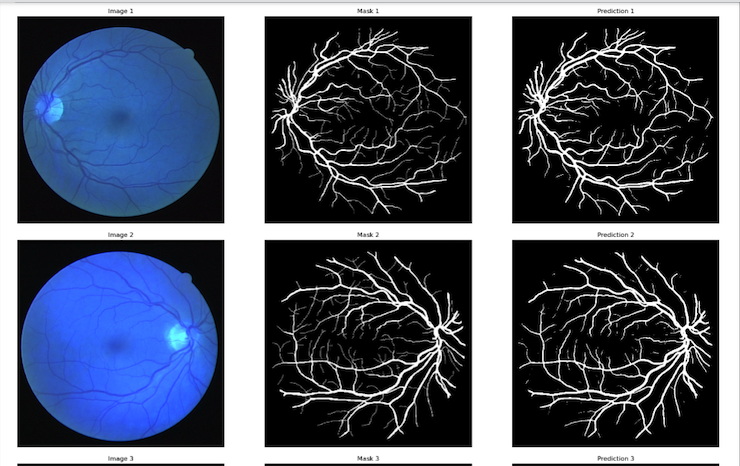 Image 1
Mask 1
Prediction 1
Image 2
Mask 2
Prediction 2
Image 3
Mask 3
Prediction 3